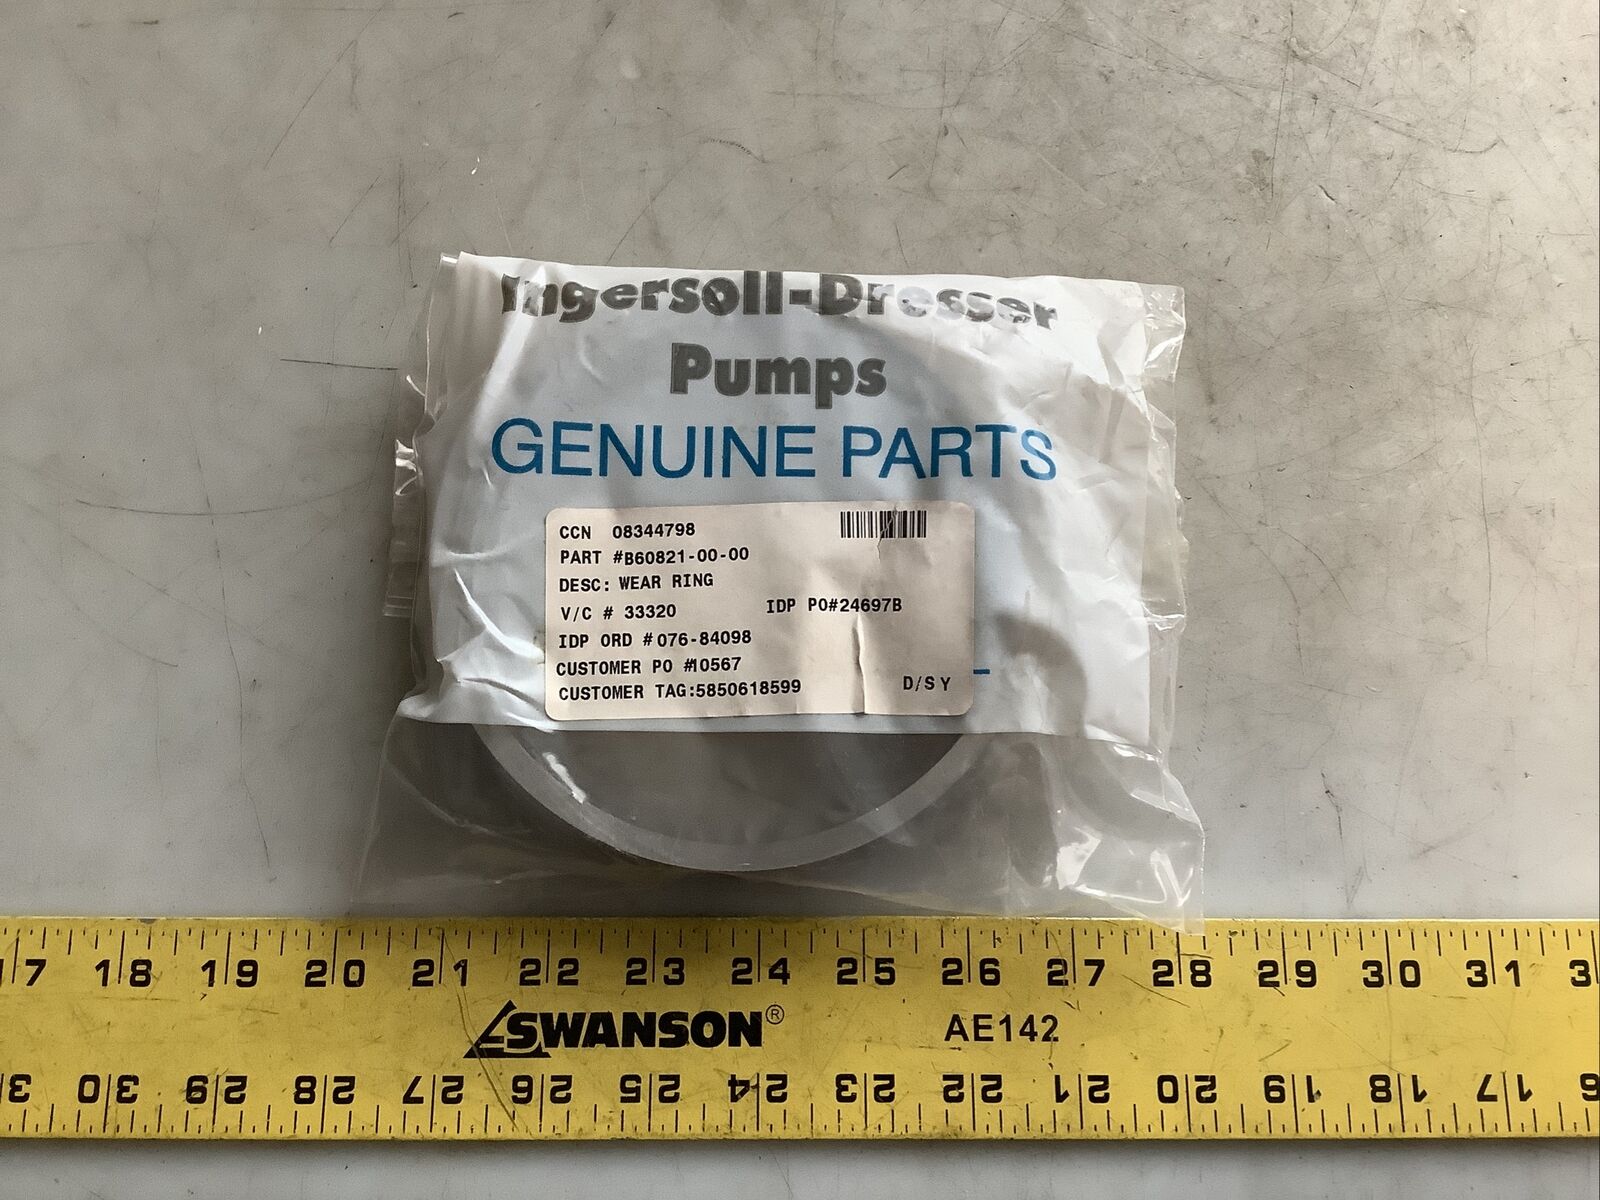 Ingersoll-Dresser
Pumps
GENUINE PARTS
CCN 08344798
PART #B60821-00-00
DESC: WEAR RING
V/C # 33320 IDP PO#24697B
IDP ORD #076-84098
CUSTOMER PO #10567
CUSTOMER TAG:5850618599 D/SY
17 18 19 20 21 22 23 24 25 26 27 28 29 30 31
SWANSON® AE142
30 29 28 27 26 25 24 23 22 21 20 19 18 17